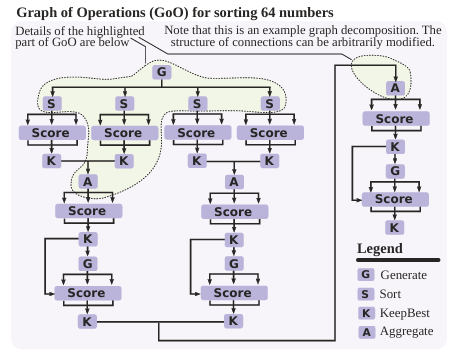 Graph of Operations (GoO) for sorting 64 numbers
Details of the highlighted
part of GoO are below
Note that this is an example graph decomposition. The
structure of connections can be arbitrarily modified.
G
A
S S S S
Score Score Score Score
Score
K K K K
K
A A
G
Score Score
Score
K K
K
G G
Score Score
K K
Legend
G Generate
S Sort
K KeepBest
A Aggregate